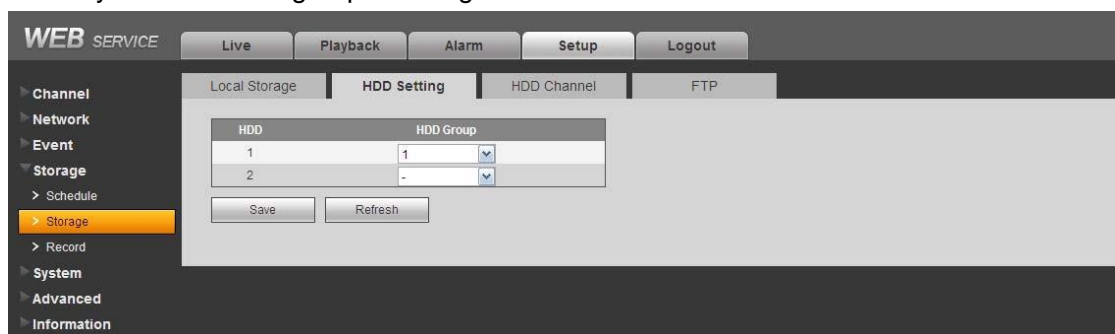 WEB SERVICE
Live Playback Alarm Setup Logout
Local Storage HDD Setting HDD Channel FTP
Channel
Network
Event
Storage
> Schedule
> Storage
> Record
System
Advanced
Information
HDD HDD Group
1 1
2 -
Save Refresh